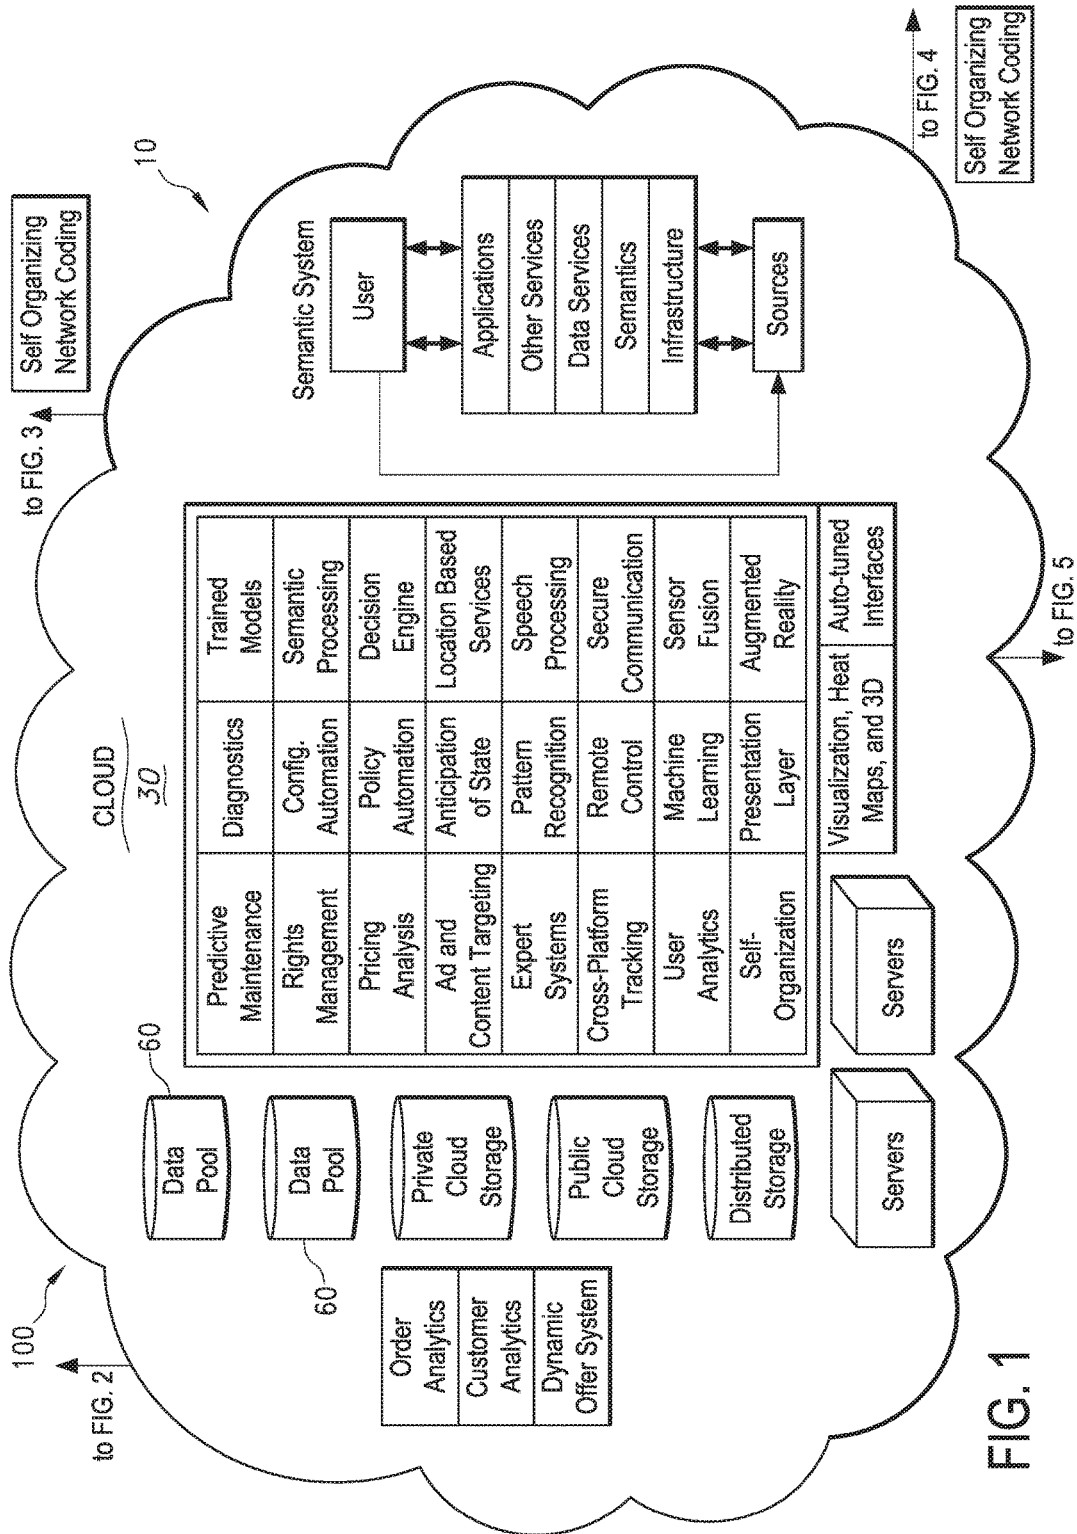 to FIG. 2
100
to FIG. 3
Self Organizing
Network Coding
10
CLOUD
30
60
Data
Pool
Data
Pool
60
Private
Cloud
Storage
Public
Cloud
Storage
Distributed
Storage
Order
Analytics
Customer
Analytics
Dynamic
Offer System
Predictive
Maintenance
Diagnostics
Trained
Models
Rights
Management
Config.
Automation
Semantic
Processing
Pricing
Analysis
Policy
Automation
Decision
Engine
Ad and
Content Targeting
Anticipation
of State
Location Based
Services
Expert
Systems
Pattern
Recognition
Speech
Processing
Cross-Platform
Tracking
Remote
Control
Secure
Communication
User
Analytics
Machine
Learning
Sensor
Fusion
Self-
Organization
Presentation
Layer
Augmented
Reality
Visualization, Heat
Maps, and 3D
Auto-tuned
Interfaces
Servers
Servers
Semantic System
User
Applications
Other Services
Data Services
Semantics
Infrastructure
Sources
to FIG. 4
Self Organizing
Network Coding
to FIG. 5
FIG. 1